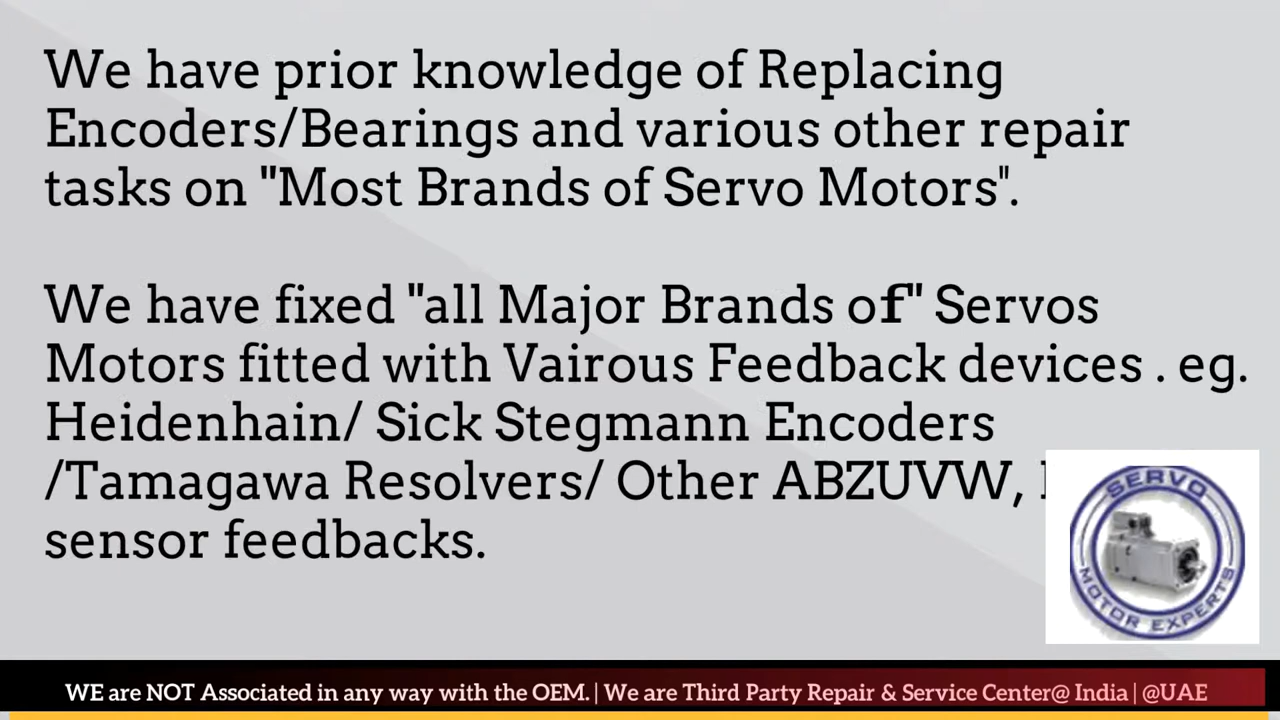 We have prior knowledge of Replacing
Encoders/Bearings and various other repair
tasks on "Most Brands of Servo Motors".
We have fixed "all Major Brands of" Servos
Motors fitted with Vairous Feedback devices . eg.
Heidenhain/ Sick Stegmann Encoders
/Tamagawa Resolvers/ Other ABZUVW,
sensor feedbacks.
SERVO
MOTOR EXPERTS
WE are NOT Associated in any way with the OEM. | We are Third Party Repair & Service Center@ India | @UAE